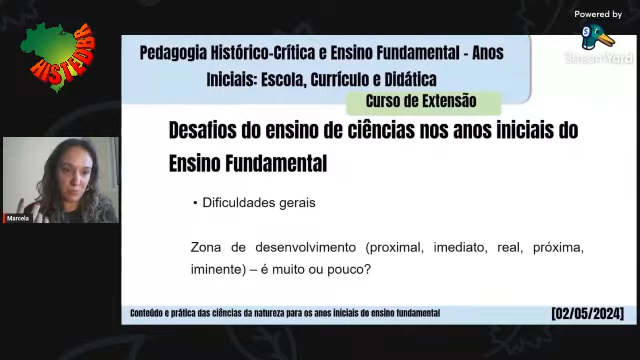 Powered by
StreamYard
HISTEDBR
Pedagogia Histórico-Crítica e Ensino Fundamental - Anos
Iniciais: Escola, Currículo e Didática
Curso de Extensão
Desafios do ensino de ciências nos anos iniciais do
Ensino Fundamental
• Dificuldades gerais
Zona de desenvolvimento (proximal, imediato, real, próxima,
iminente) – é muito ou pouco?
Marcela
Conteúdo e prática das ciências da natureza para os anos iniciais do ensino fundamental
[02/05/2024]